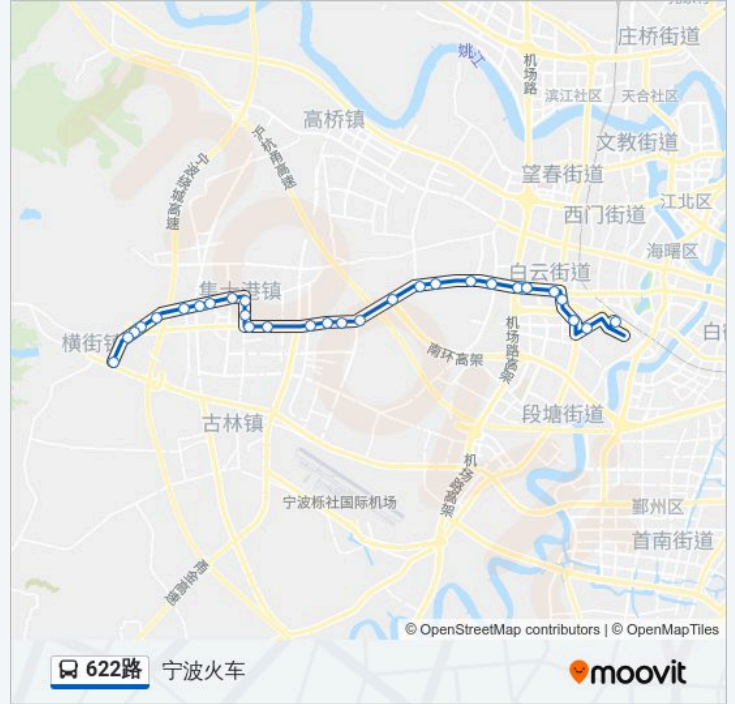 庄桥街道
姚江
机场路
滨江社区
天合社区
高桥镇
沪杭甬高速
文教街道
宁波绕城高速
望春街道
江北区
西门街道
海曙区
白云街道
集士港镇
横街镇
机场路高架
南环高架
古林镇
段塘街道
机场路高架
宁波栎社国际机场
鄞州区
首南街道
甬金高速
© OpenStreetMap contributors | © OpenMapTiles
622路 宁波火车
moovit